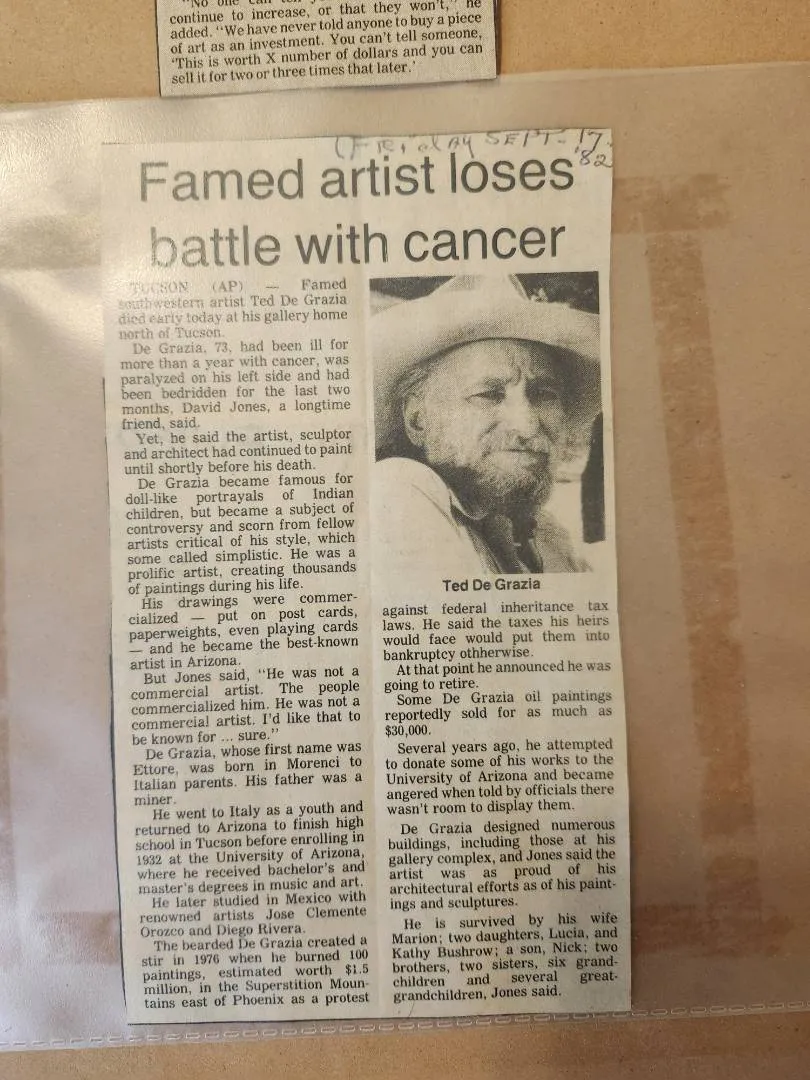 "No one can tell
continue to increase, or that they won't," he
added. "We have never told anyone to buy a piece
of art as an investment. You can't tell someone,
'This is worth X number of dollars and you can
sell it for two or three times that later.'
(Friday SEPT. 17.
'82
Famed artist loses
battle with cancer
TUCSON (AP) — Famed
southwestern artist Ted De Grazia
died early today at his gallery home
north of Tucson.
De Grazia, 73, had been ill for
more than a year with cancer, was
paralyzed on his left side and had
been bedridden for the last two
months, David Jones, a longtime
friend, said.
Yet, he said the artist, sculptor
and architect had continued to paint
until shortly before his death.
De Grazia became famous for
doll-like portrayals of Indian
children, but became a subject of
controversy and scorn from fellow
artists critical of his style, which
some called simplistic. He was a
prolific artist, creating thousands
of paintings during his life.
His drawings were commer-
cialized — put on post cards,
paperweights, even playing cards
— and he became the best-known
artist in Arizona.
But Jones said, "He was not a
commercial artist. The people
commercialized him. He was not a
commercial artist. I'd like that to
be known for ... sure."
De Grazia, whose first name was
Ettore, was born in Morenci to
Italian parents. His father was a
miner.
He went to Italy as a youth and
returned to Arizona to finish high
school in Tucson before enrolling in
1932 at the University of Arizona,
where he received bachelor's and
master's degrees in music and art.
He later studied in Mexico with
renowned artists Jose Clemente
Orozco and Diego Rivera.
The bearded De Grazia created a
stir in 1976 when he burned 100
paintings, estimated worth $1.5
million, in the Superstition Moun-
tains east of Phoenix as a protest
Ted De Grazia
against federal inheritance tax
laws. He said the taxes his heirs
would face would put them into
bankruptcy othherwise.
At that point he announced he was
going to retire.
Some De Grazia oil paintings
reportedly sold for as much as
$30,000.
Several years ago, he attempted
to donate some of his works to the
University of Arizona and became
angered when told by officials there
wasn't room to display them.
De Grazia designed numerous
buildings, including those at his
gallery complex, and Jones said the
artist was as proud of his
architectural efforts as of his paint-
ings and sculptures.
He is survived by his wife
Marion; two daughters, Lucia, and
Kathy Bushrow; a son, Nick; two
brothers, two sisters, six grand-
children and several great-
grandchildren, Jones said.